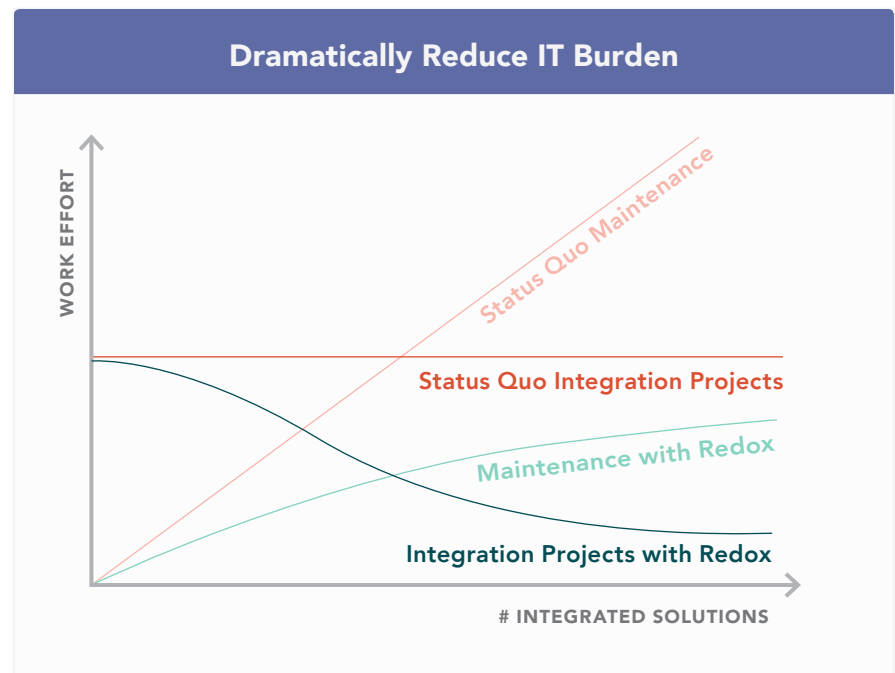 Dramatically Reduce IT Burden
WORK EFFORT
Status Quo Maintenance
Status Quo Integration Projects
Maintenance with Redox
Integration Projects with Redox
# INTEGRATED SOLUTIONS